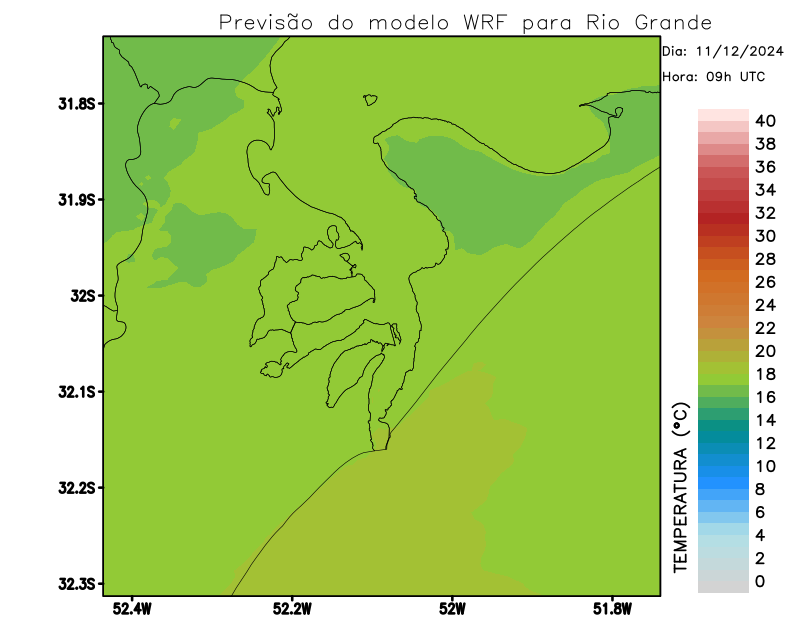 Previsão do modelo WRF para Rio Grande
Dia: 11/12/2024
Hora: 09h UTC
31.8S
31.9S
32S
32.1S
32.2S
32.3S
52.4W
52.2W
52W
51.8W
TEMPERATURA (°C)
40
38
36
34
32
30
28
26
24
22
20
18
16
14
12
10
8
6
4
2
0